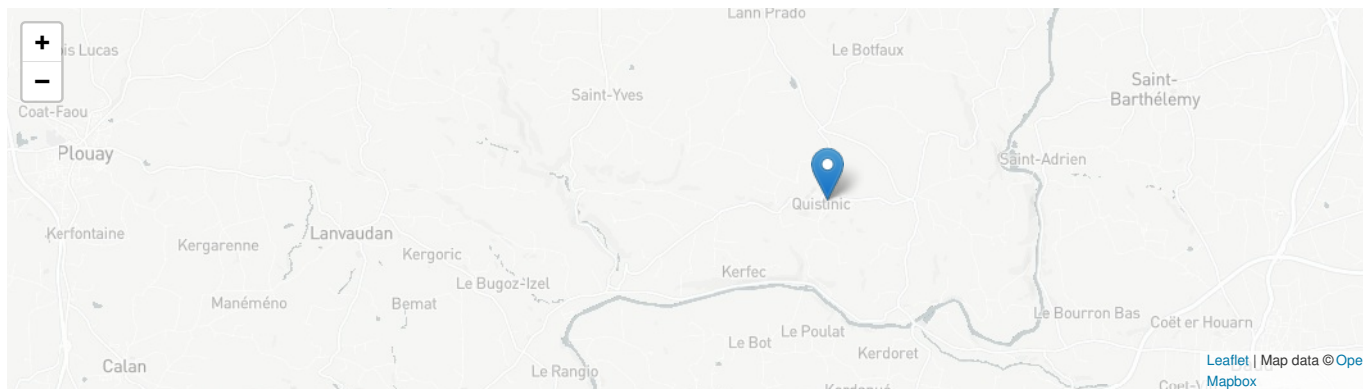 Lann Prado
+
ois Lucas
Le Botfaux
−
Saint-
Barthélemy
Saint-Yves
Coat-Faou
Plouay
Saint-Adrien
Quistinic
Kerfontaine
Lanvaudan
Kergarenne
Kergoric
Kerfec
Le Bugoz-Izel
Manéméno
Bemat
Le Bourron Bas
Coët er Houarn
Le Poulat
Le Bot
Kerdoret
Calan
Le Rangio
Leaflet | Map data © Ope
Mapbox